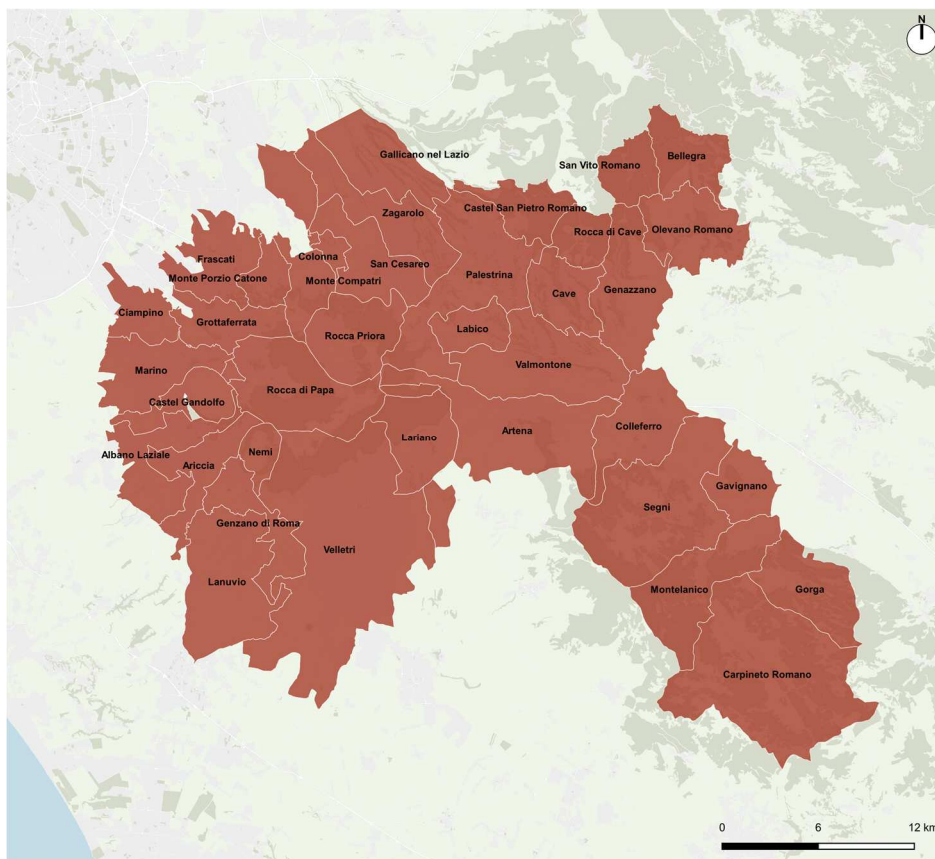 N
Gallicano nel Lazio
San Vito Romano
Bellegra
Zagarolo
Castel San Pietro Romano
Rocca di Cave
Olevano Romano
Frascati
Colonna
San Cesareo
Monte Porzio Catone
Monte Compatri
Palestrina
Cave
Genazzano
Ciampino
Grottaferrata
Rocca Priora
Labico
Marino
Valmontone
Rocca di Papa
Castel Gandolfo
Colleferro
Artena
Lariano
Albano Laziale
Nemi
Ariccia
Gavignano
Segni
Genzano di Roma
Velletri
Lanuvio
Montelanico
Gorga
Carpineto Romano
0 6 12 km